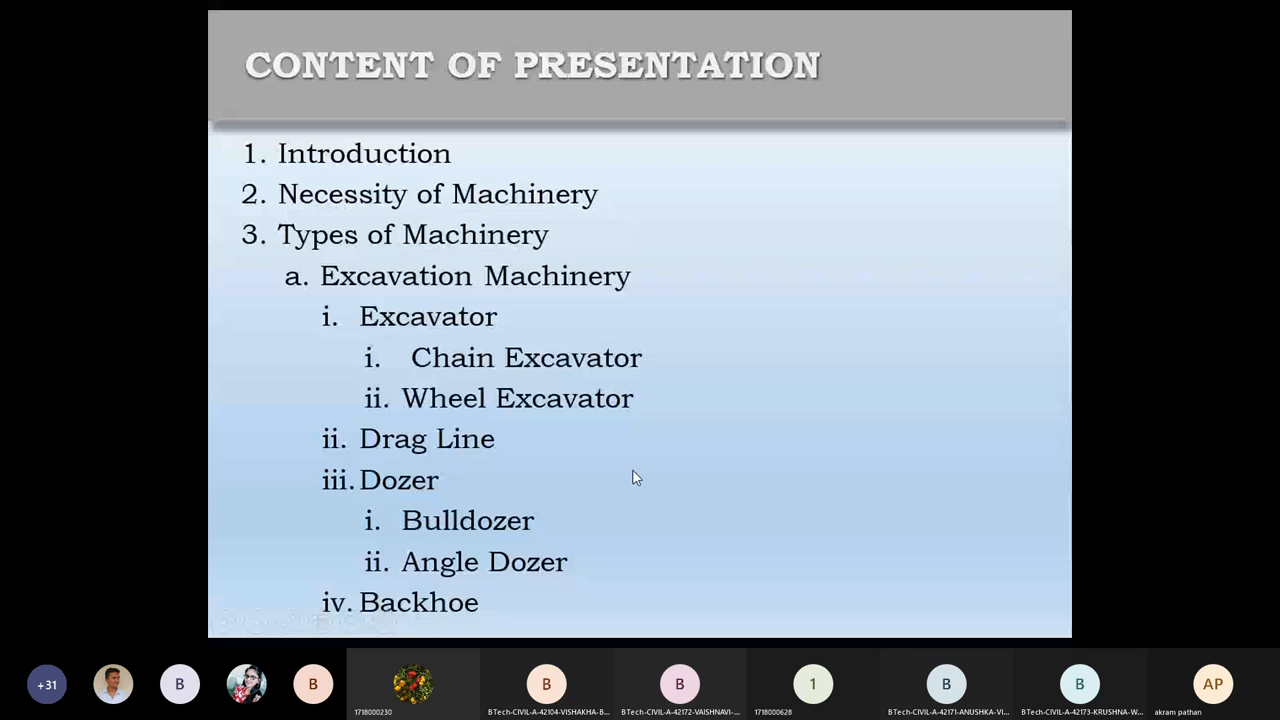 CONTENT OF PRESENTATION
1. Introduction
2. Necessity of Machinery
3. Types of Machinery
a. Excavation Machinery
i. Excavator
i. Chain Excavator
ii. Wheel Excavator
ii. Drag Line
iii. Dozer
i. Bulldozer
ii. Angle Dozer
iv. Backhoe
+31 B B B B 1 B B AP
1718000230 BTech-CIVIL-A-42104-VISHAKHA-B... BTech-CIVIL-A-42172-VAISHNAVI-... 1718000628 BTech-CIVIL-A-42171-ANUSHKA-VI... BTech-CIVIL-A-42173-KRUSHNA-W... akram pathan